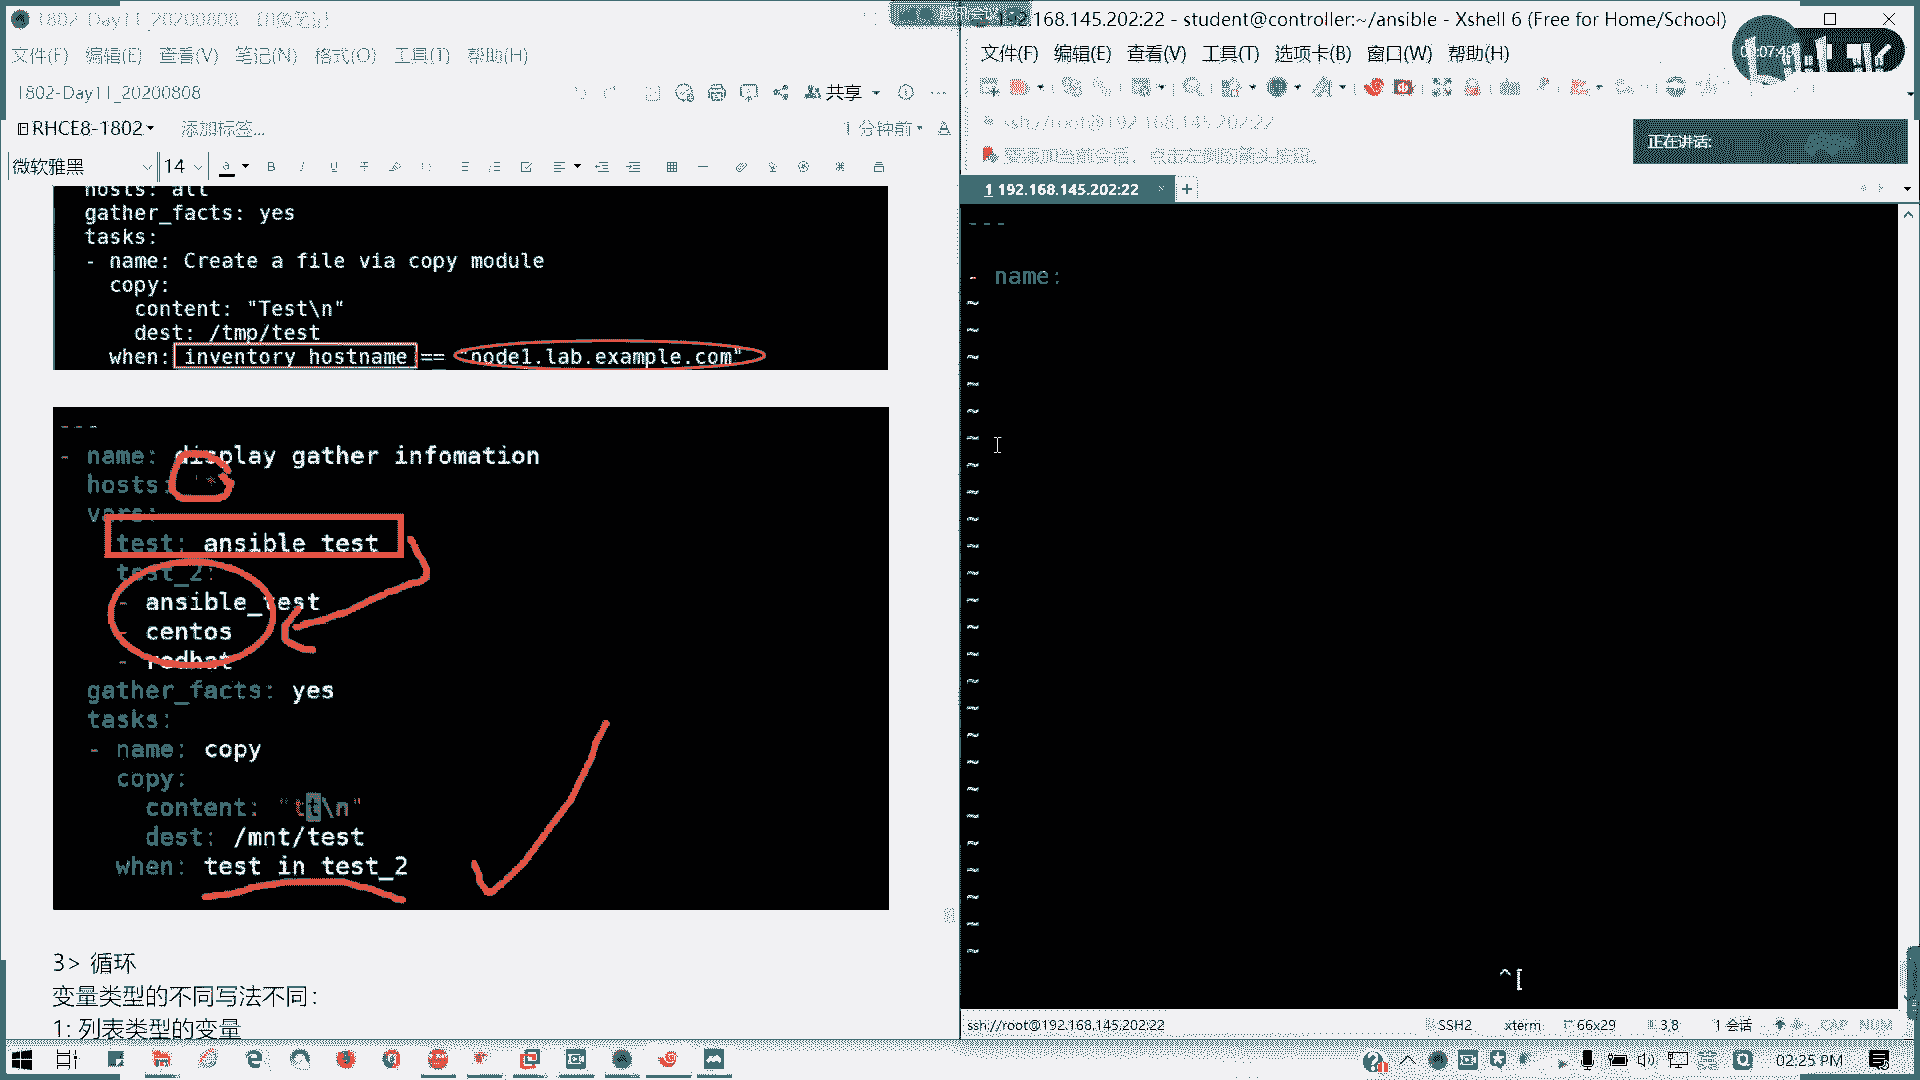 1802-Day11_20200808
文件(F) 编辑(E) 查看(V) 笔记(N) 格式(O) 工具(T) 帮助(H)
1802-Day11_20200808
共享
RHCE8-1802
添加标签...
1 分钟前
微软雅黑
14
hosts: all
gather_facts: yes
tasks:
- name: Create a file via copy module
copy:
content: "Test\n"
dest: /tmp/test
when: inventory_hostname == "node1.lab.example.com"
---
- name: display gather infomation
hosts: '*'
vars:
test: ansible_test
test_2:
- ansible_test
- centos
- redhat
gather_facts: yes
tasks:
- name: copy
copy:
content: "tt\n"
dest: /mnt/test
when: test in test_2
3> 循环
变量类型的不同写法不同：
1: 列表类型的变量
192.168.145.202:22 - student@controller:~/ansible - Xshell 6 (Free for Home/School)
文件(F) 编辑(E) 查看(V) 工具(T) 选项卡(B) 窗口(W) 帮助(H)
00:07:49
ssh://root@192.168.145.202:22
要添加当前会话，点击左侧的箭头按钮。
正在讲话:
1 192.168.145.202:22
---
- name:
^[
ssh://root@192.168.145.202:22
SSH2
xterm
66x29
3,8
1 会话
CAP NUM
02:25 PM